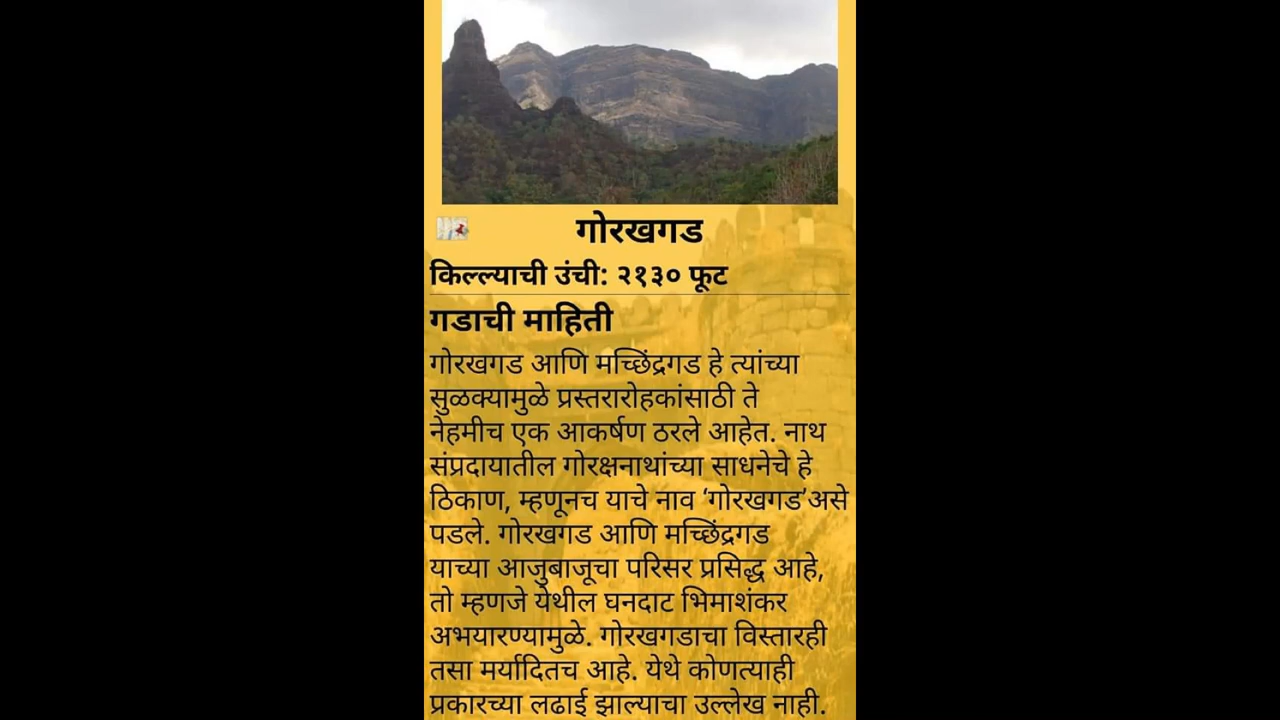 गोरखगड
किल्ल्याची उंची: २१३० फूट
गडाची माहिती
गोरखगड आणि मच्छिंद्रगड हे त्यांच्या
सुळक्यामुळे प्रस्तरारोहकांसाठी ते
नेहमीच एक आकर्षण ठरले आहेत. नाथ
संप्रदायातील गोरक्षनाथांच्या साधनेचे हे
ठिकाण, म्हणूनच याचे नाव ‘गोरखगड’असे
पडले. गोरखगड आणि मच्छिंद्रगड
याच्या आजुबाजूचा परिसर प्रसिद्ध आहे,
तो म्हणजे येथील घनदाट भिमाशंकर
अभयारण्यामुळे. गोरखगडाचा विस्तारही
तसा मर्यादितच आहे. येथे कोणत्याही
प्रकारच्या लढाई झाल्याचा उल्लेख नाही.